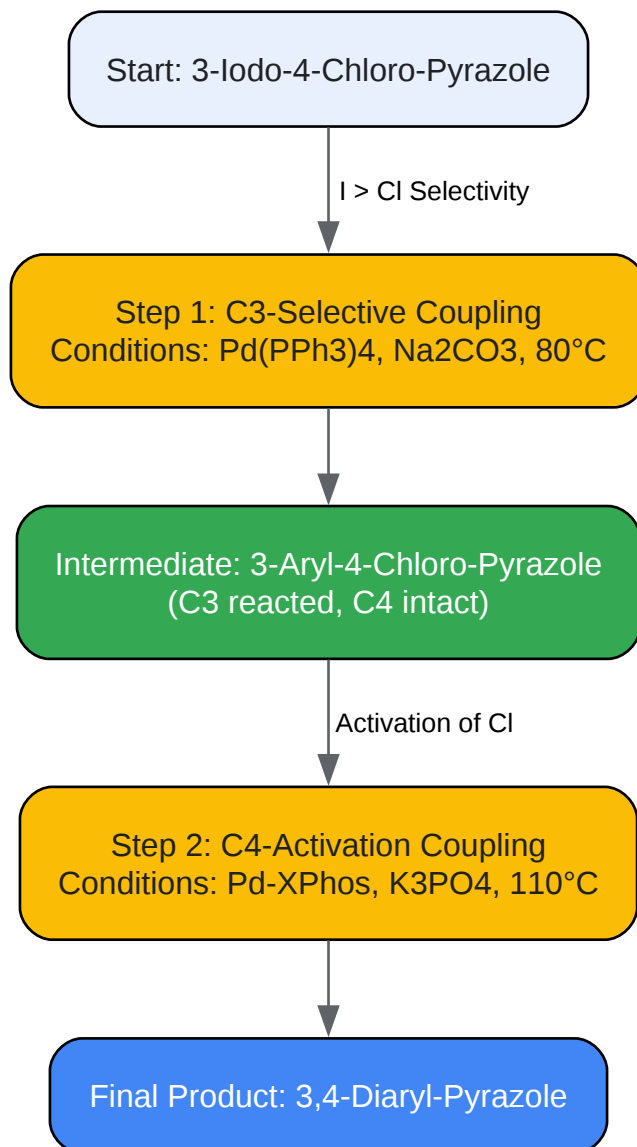 Start: 3-Iodo-4-Chloro-Pyrazole
I > Cl Selectivity
Step 1: C3-Selective Coupling
Conditions: Pd(PPh3)4, Na2CO3, 80°C
Intermediate: 3-Aryl-4-Chloro-Pyrazole
(C3 reacted, C4 intact)
Activation of Cl
Step 2: C4-Activation Coupling
Conditions: Pd-XPhos, K3PO4, 110°C
Final Product: 3,4-Diaryl-Pyrazole